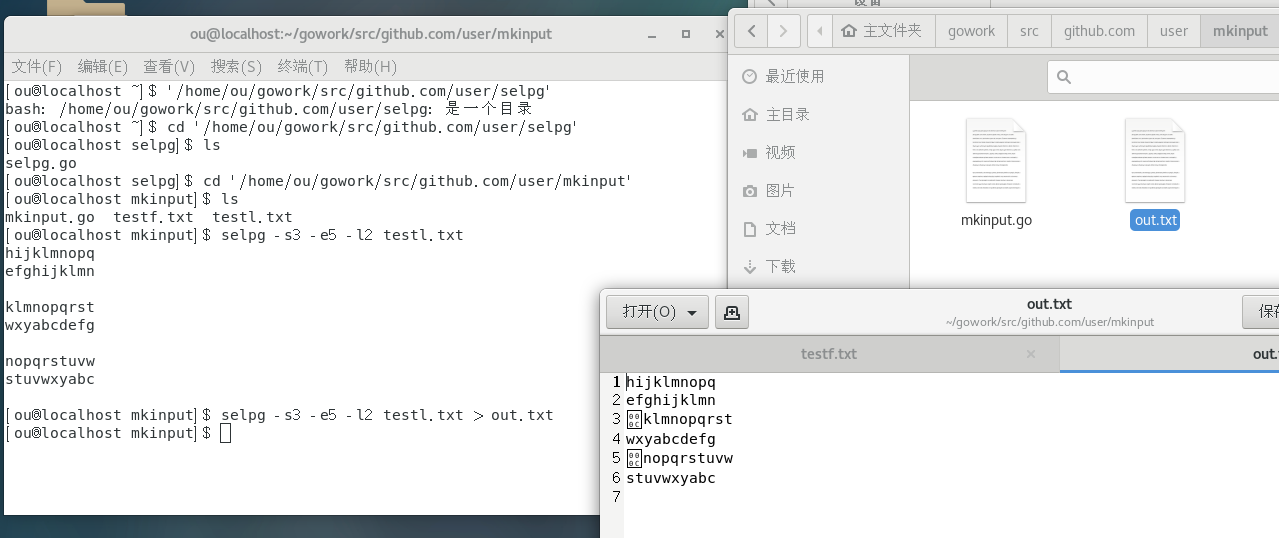 ou@localhost:~/gowork/src/github.com/user/mkinput
文件(F) 编辑(E) 查看(V) 搜索(S) 终端(T) 帮助(H)
[ou@localhost ~]$ '/home/ou/gowork/src/github.com/user/selpg'
bash: /home/ou/gowork/src/github.com/user/selpg: 是一个目录
[ou@localhost ~]$ cd '/home/ou/gowork/src/github.com/user/selpg'
[ou@localhost selpg]$ ls
selpg.go
[ou@localhost selpg]$ cd '/home/ou/gowork/src/github.com/user/mkinput'
[ou@localhost mkinput]$ ls
mkinput.go testf.txt testl.txt
[ou@localhost mkinput]$ selpg -s3 -e5 -l2 testl.txt
hijklmnopq
efghijklmn
klmnopqrst
wxyabcdefg
nopqrstuvw
stuvwxyabc
[ou@localhost mkinput]$ selpg -s3 -e5 -l2 testl.txt > out.txt
[ou@localhost mkinput]$
主文件夹 gowork src github.com user mkinput
最近使用
主目录
视频
图片
文档
下载
mkinput.go
out.txt
打开(O)
out.txt
~/gowork/src/github.com/user/mkinput
testf.txt
1 hijklmnopq
2 efghijklmn
3 000C klmnopqrst
4 wxyabcdefg
5 000C nopqrstuvw
6 stuvwxyabc
7